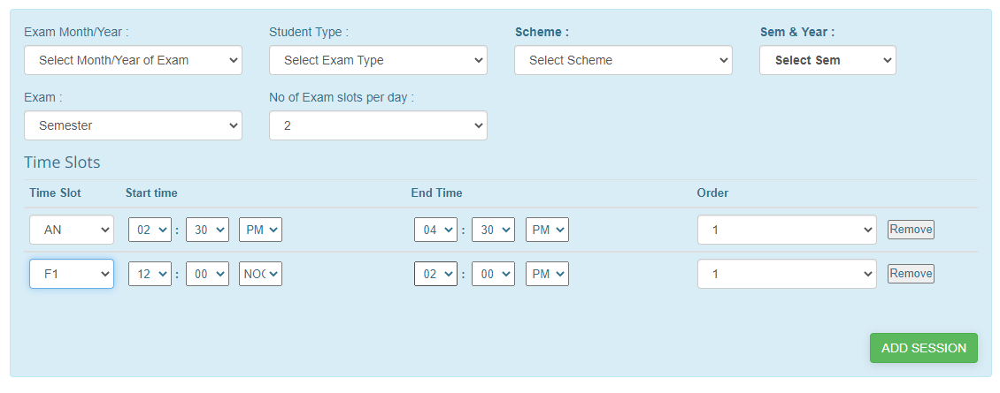 Exam Month/Year : Student Type : Scheme : Sem & Year :
Select Month/Year of Exam Select Exam Type Select Scheme Select Sem
Exam : No of Exam slots per day :
Semester 2
Time Slots
Time Slot Start time End Time Order
AN 02 : 30 PM 04 : 30 PM 1 Remove
F1 12 : 00 NOO 02 : 00 PM 1 Remove
ADD SESSION